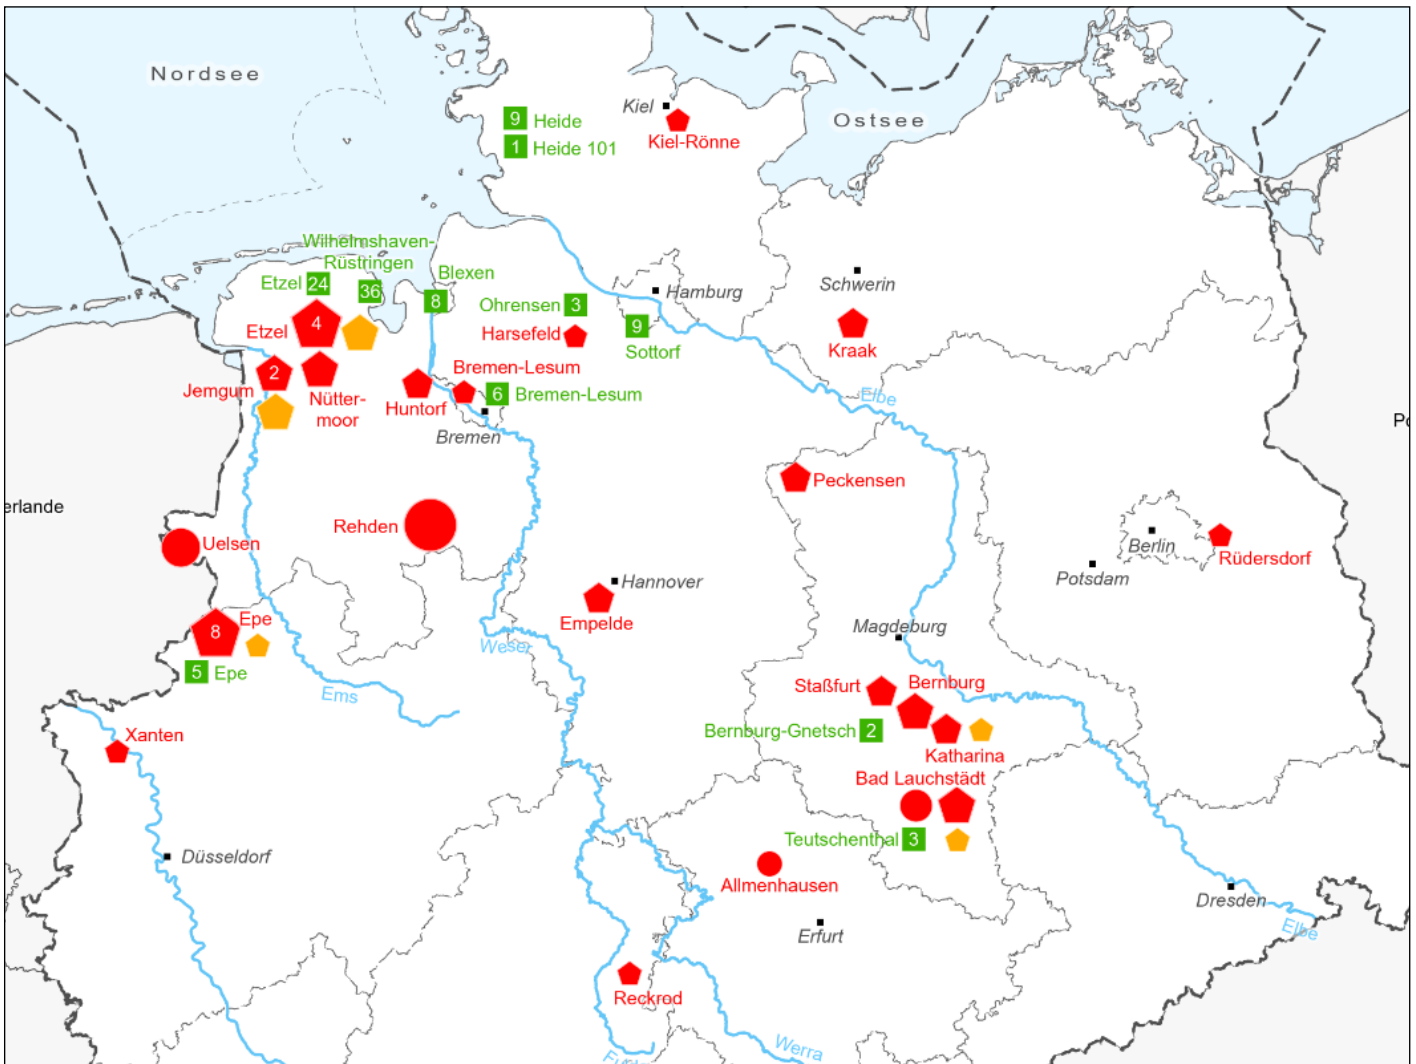 Nordsee
Kiel
Ostsee
9 Heide
Kiel-Rönne
1 Heide 101
Wilhelmshaven-
Rüstringen
Etzel 24
36
Blexen
8
Schwerin
Hamburg
Ohrensen 3
Etzel
4
Harsefeld
9
Sottorf
Kraak
Bremen-Lesum
Jemgum
2
Nütter-
moor
Huntorf
6 Bremen-Lesum
Elbe
Bremen
Po
Peckensen
erlande
Rehden
Uelsen
Berlin
Rüdersdorf
Potsdam
Hannover
Empelde
Epe
8
Magdeburg
Weser
5 Epe
Ems
Staßfurt
Bernburg
Xanten
Bernburg-Gnetsch 2
Katharina
Bad Lauchstädt
Teutschenthal 3
Düsseldorf
Allmenhausen
Dresden
Erfurt
Elbe
Reckrod
Werra